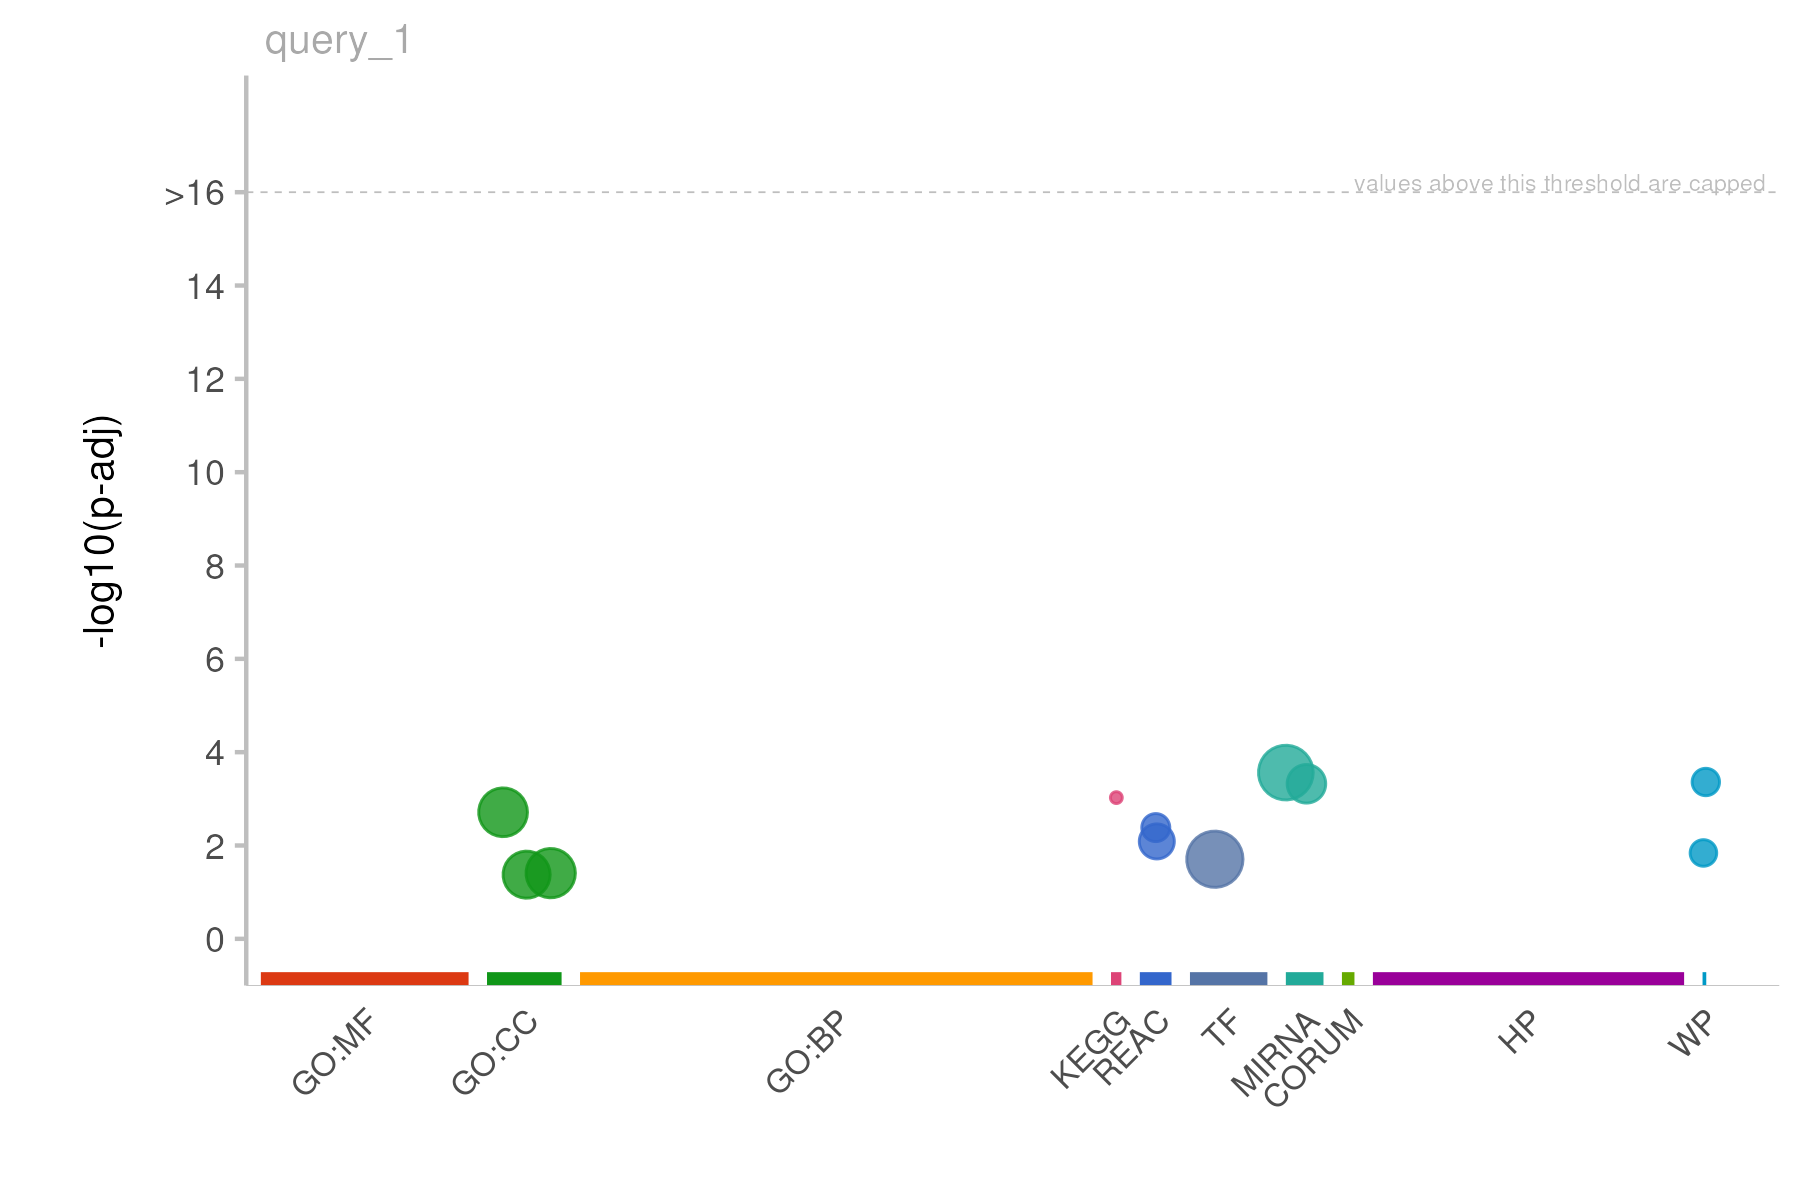 query_1
values above this threshold are capped
>16
14
12
10
8
6
4
2
0
-log10(p-adj)
GO:MF
GO:CC
GO:BP
KEGG
REAC
TF
MIRNA
CORUM
HP
WP